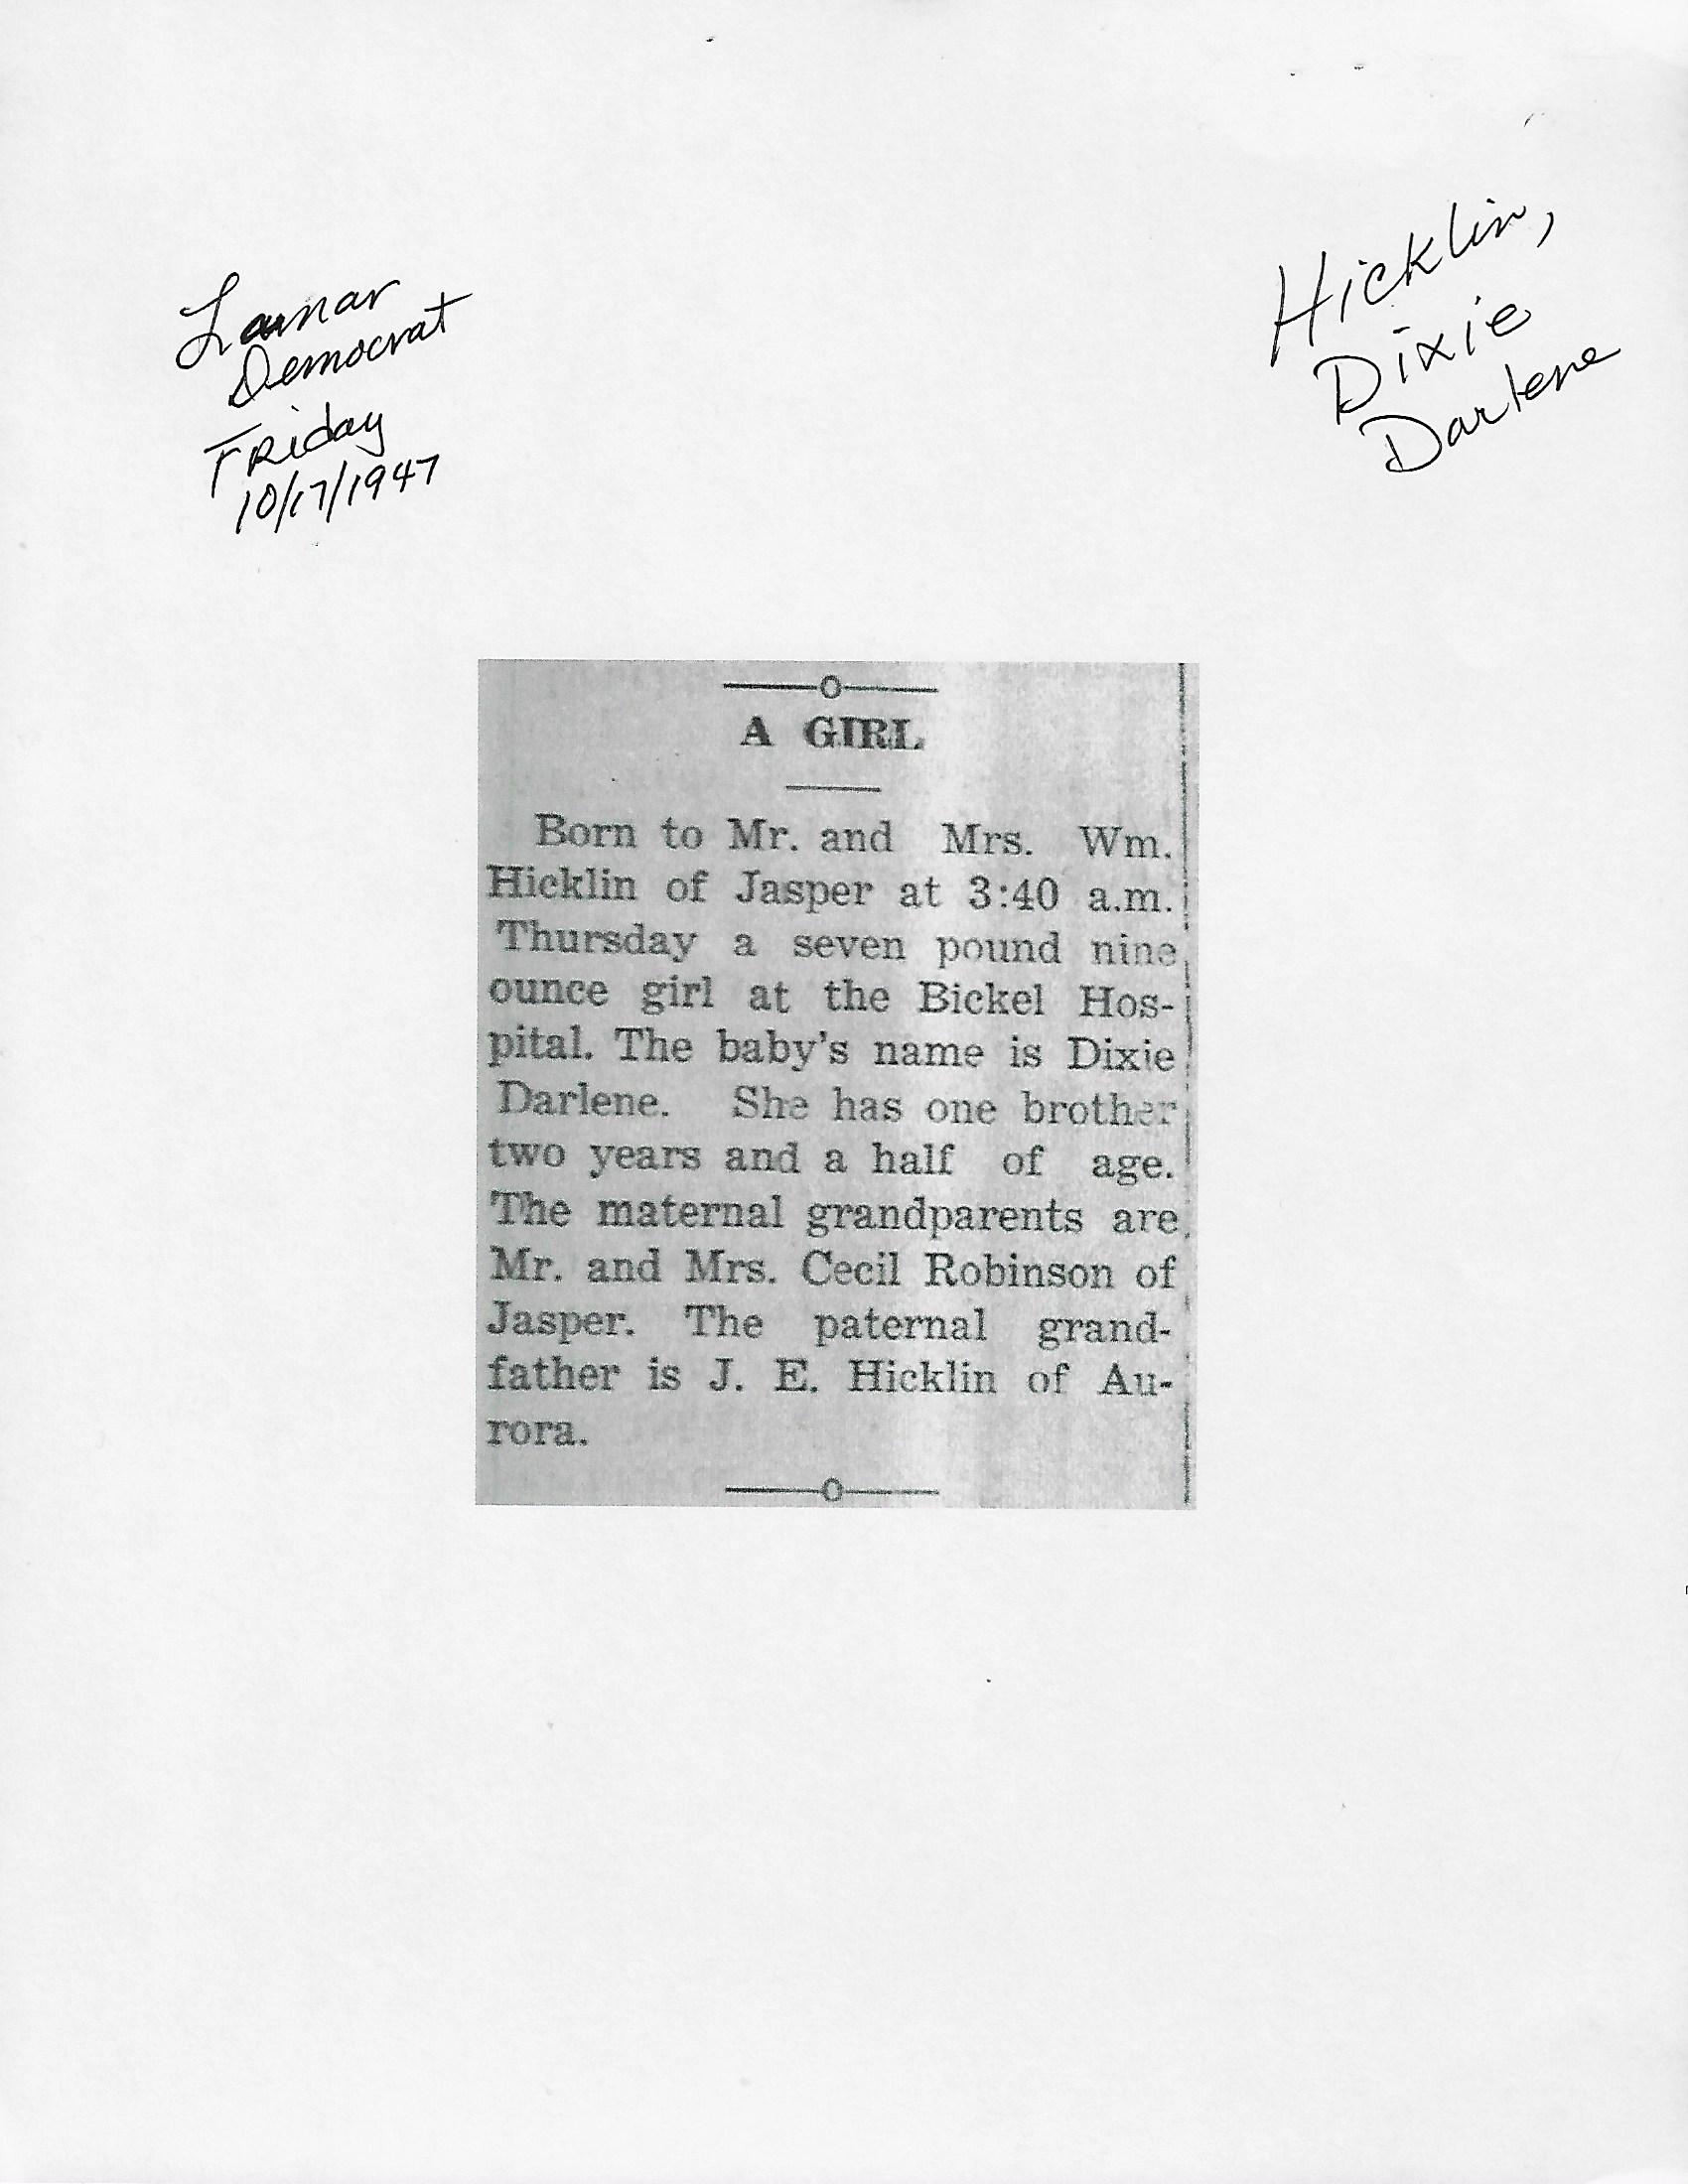 Lamar
Democrat
Friday
10/17/1947
Hicklin,
Dixie
Darlene
A GIRL
Born to Mr. and Mrs. Wm.
Hicklin of Jasper at 3:40 a.m.
Thursday a seven pound nine
ounce girl at the Bickel Hos-
pital. The baby's name is Dixie
Darlene. She has one brother
two years and a half of age.
The maternal grandparents are
Mr. and Mrs. Cecil Robinson of
Jasper. The paternal grand-
father is J. E. Hicklin of Au-
rora.